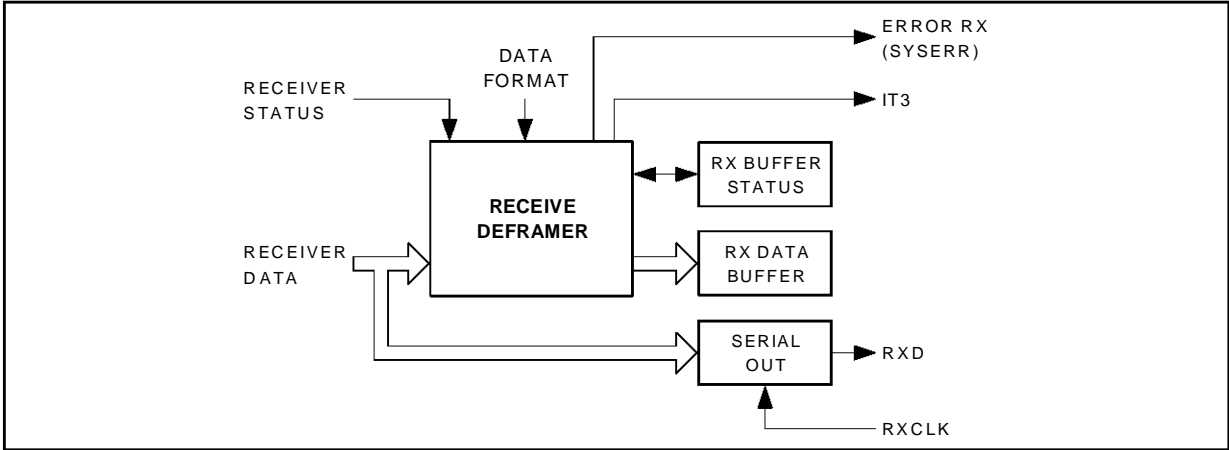 ERROR RX
(SYSERR)
DATA
FORMAT
RECEIVER
STATUS
IT3
RX BUFFER
STATUS
RECEIVE
DEFRAMER
RECEIVER
DATA
RX DATA
BUFFER
SERIAL
OUT
RXD
RXCLK